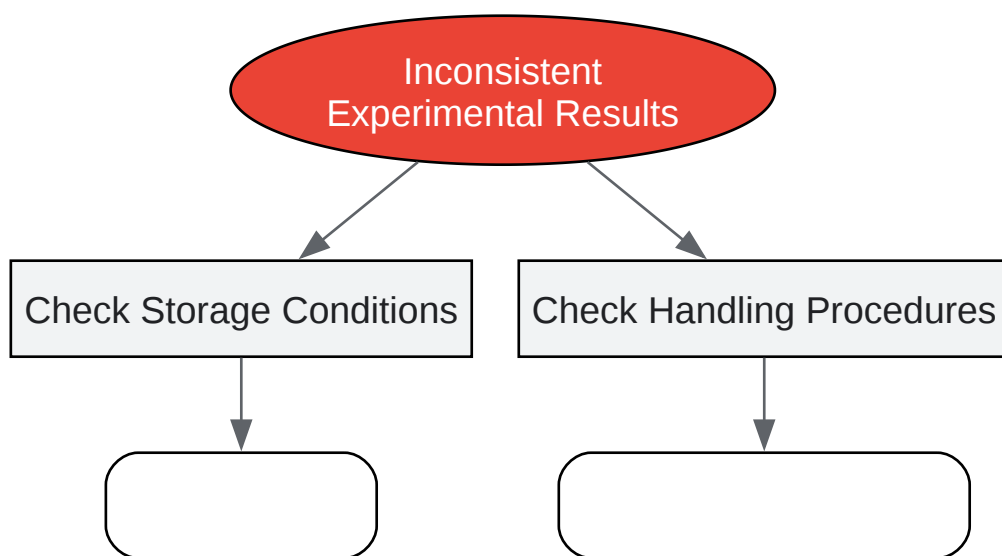 Inconsistent
Experimental Results
Check Storage Conditions
Check Handling Procedures